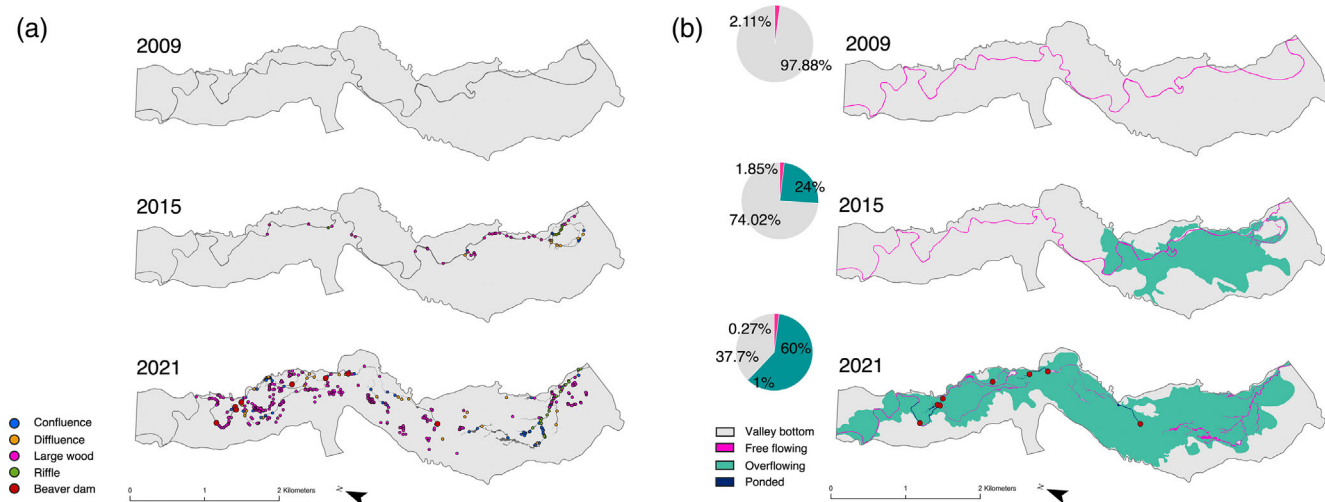 (a)
2009
2015
2021
Confluence
Diffluence
Large wood
Riffle
Beaver dam
0 1 2 Kilometers
N
(b)
2.11%
97.88%
2009
1.85%
24%
74.02%
2015
0.27%
37.7%
60%
1%
2021
Valley bottom
Free flowing
Overflowing
Ponded
0 1 2 Kilometers
N